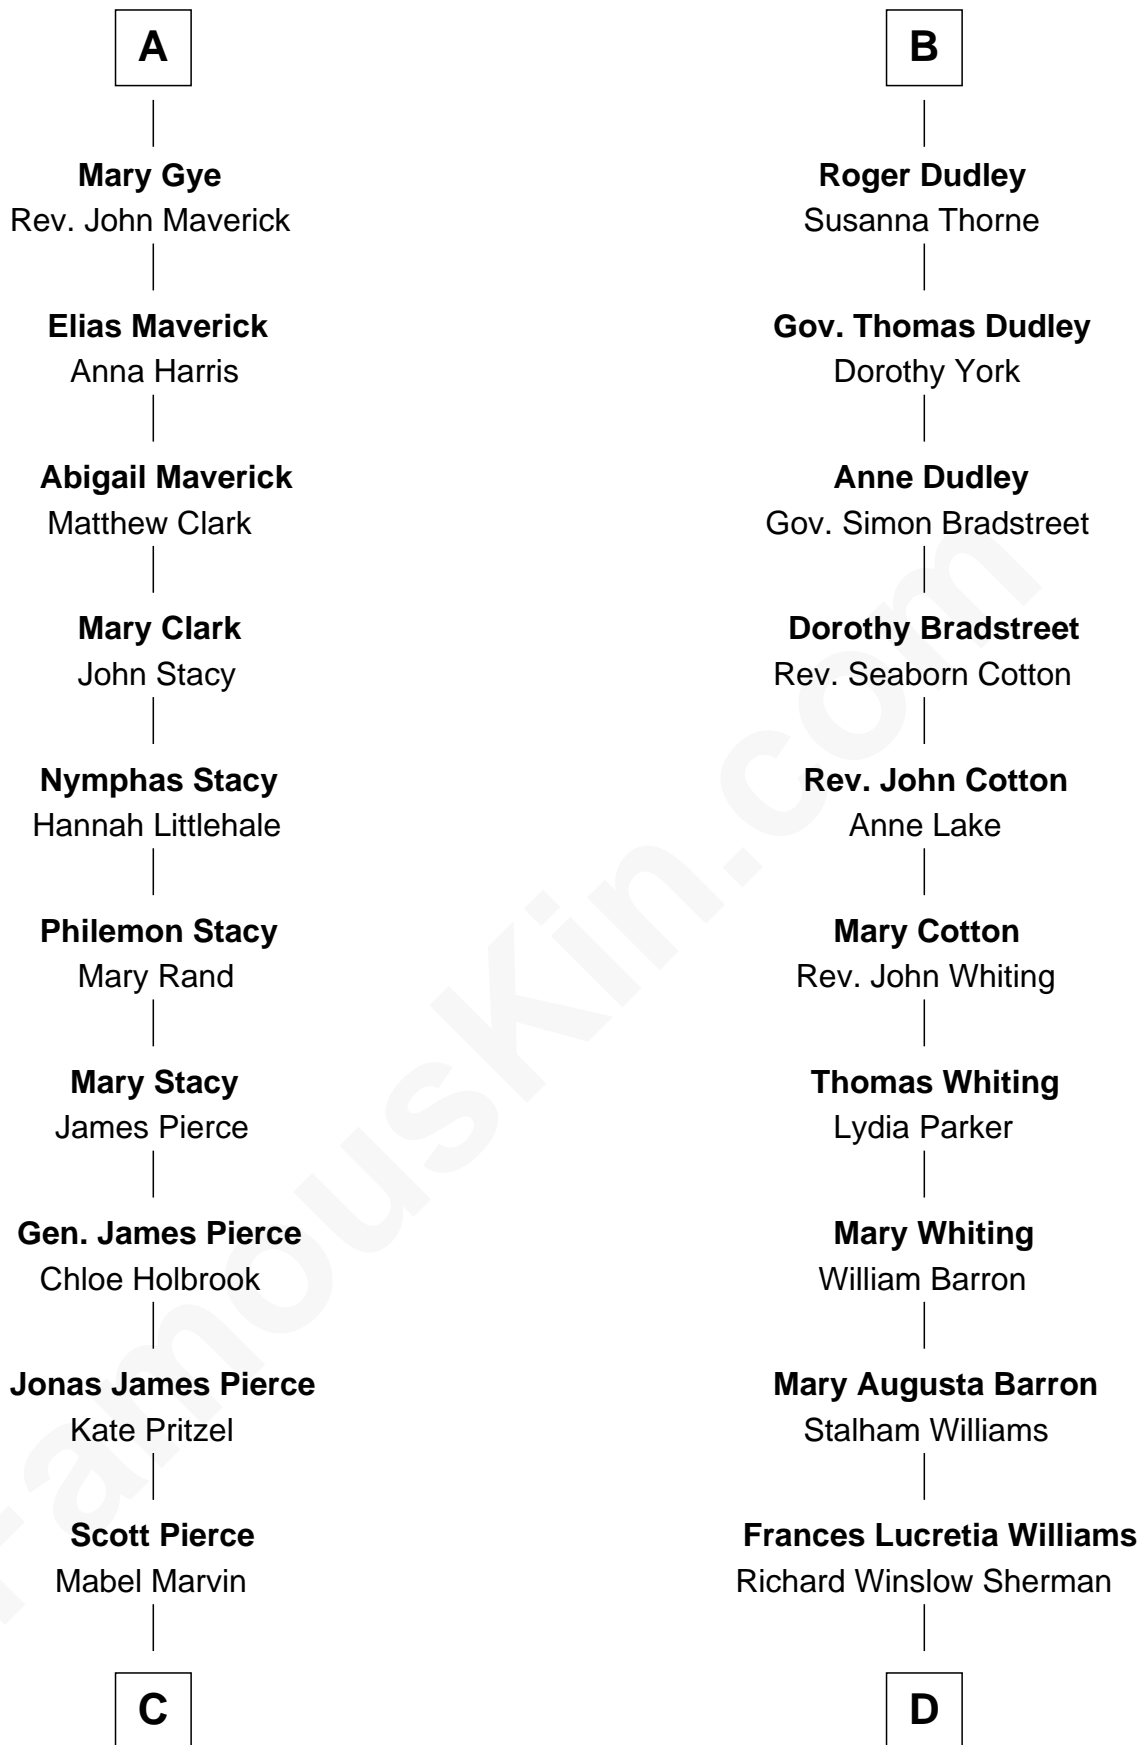 A
Mary Gye
Rev. John Maverick
Elias Maverick
Anna Harris
Abigail Maverick
Matthew Clark
Mary Clark
John Stacy
Nymphas Stacy
Hannah Littlehale
Philemon Stacy
Mary Rand
Mary Stacy
James Pierce
Gen. James Pierce
Chloe Holbrook
Jonas James Pierce
Kate Pritzel
Scott Pierce
Mabel Marvin
C
B
Roger Dudley
Susanna Thorne
Gov. Thomas Dudley
Dorothy York
Anne Dudley
Gov. Simon Bradstreet
Dorothy Bradstreet
Rev. Seaborn Cotton
Rev. John Cotton
Anne Lake
Mary Cotton
Rev. John Whiting
Thomas Whiting
Lydia Parker
Mary Whiting
William Barron
Mary Augusta Barron
Stalham Williams
Frances Lucretia Williams
Richard Winslow Sherman
D
FamousKin.com